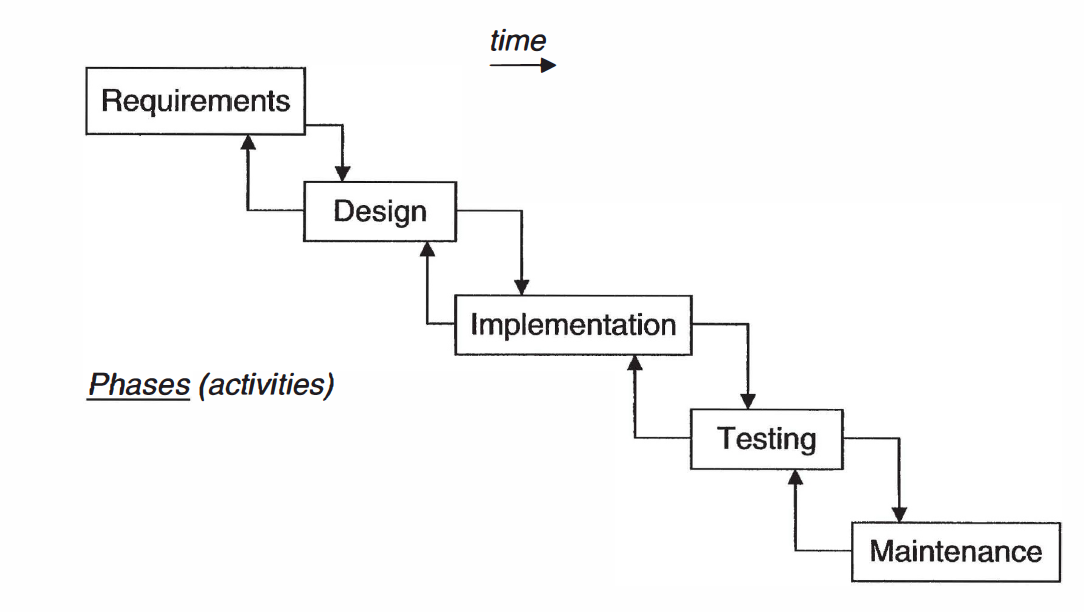 time
Requirements
Design
Implementation
Phases (activities)
Testing
Maintenance